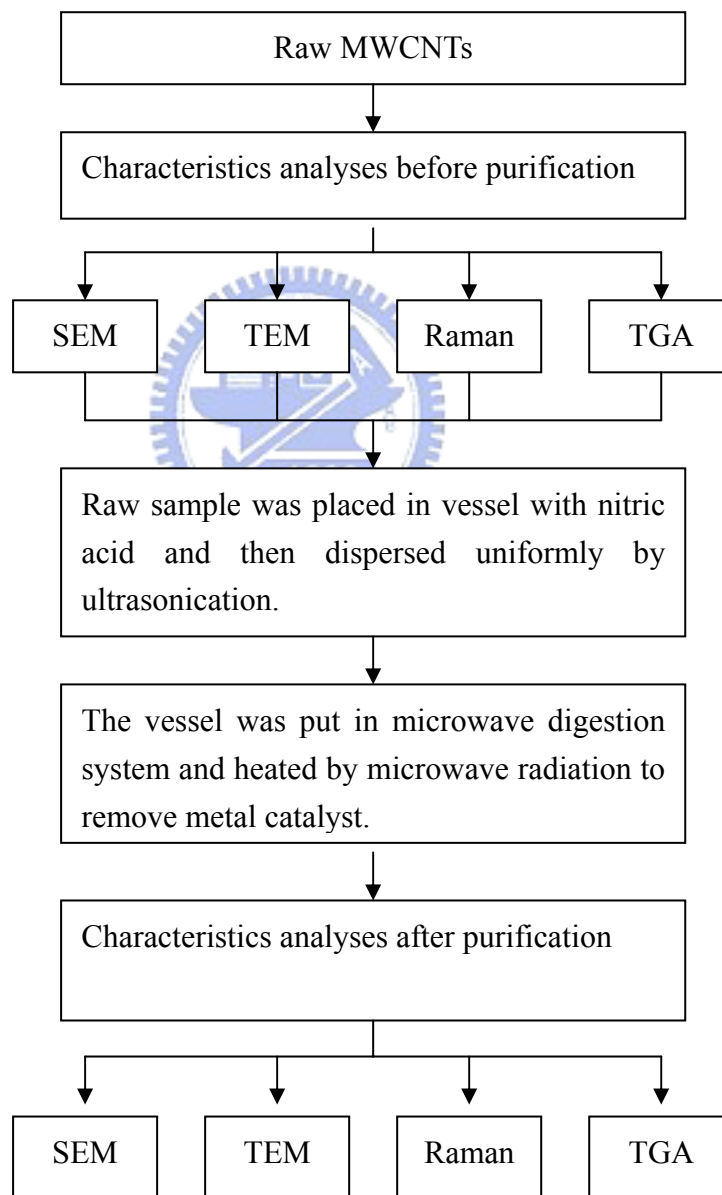 Raw MWCNTs
Characteristics analyses before purification
SEM TEM Raman TGA
Raw sample was placed in vessel with nitric
acid and then dispersed uniformly by
ultrasonication.
The vessel was put in microwave digestion
system and heated by microwave radiation to
remove metal catalyst.
Characteristics analyses after purification
SEM TEM Raman TGA